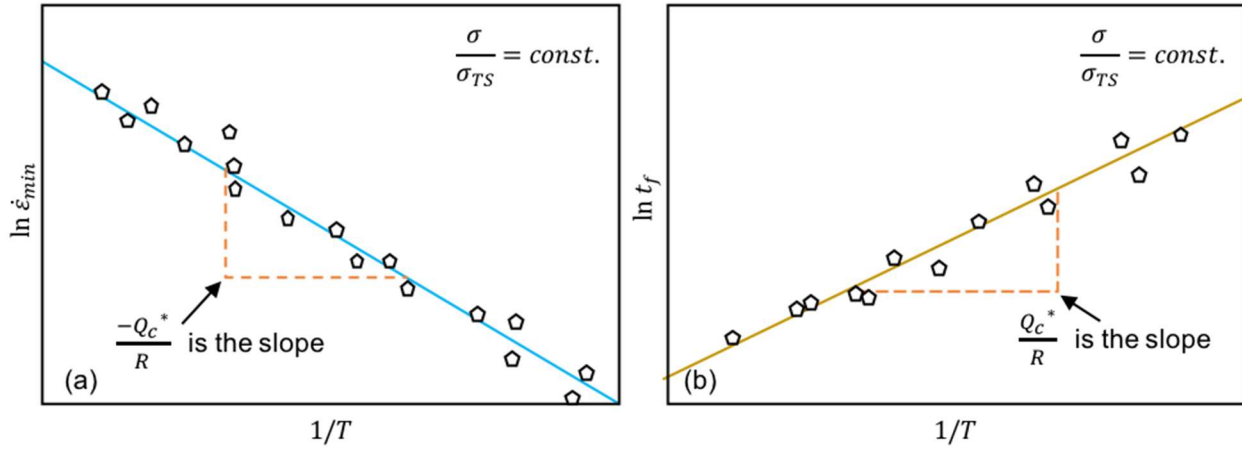 σ/σ_TS = const.
ln ε̇_min
−Q_c*/R is the slope
(a)
1/T
σ/σ_TS = const.
ln t_f
Q_c*/R is the slope
(b)
1/T